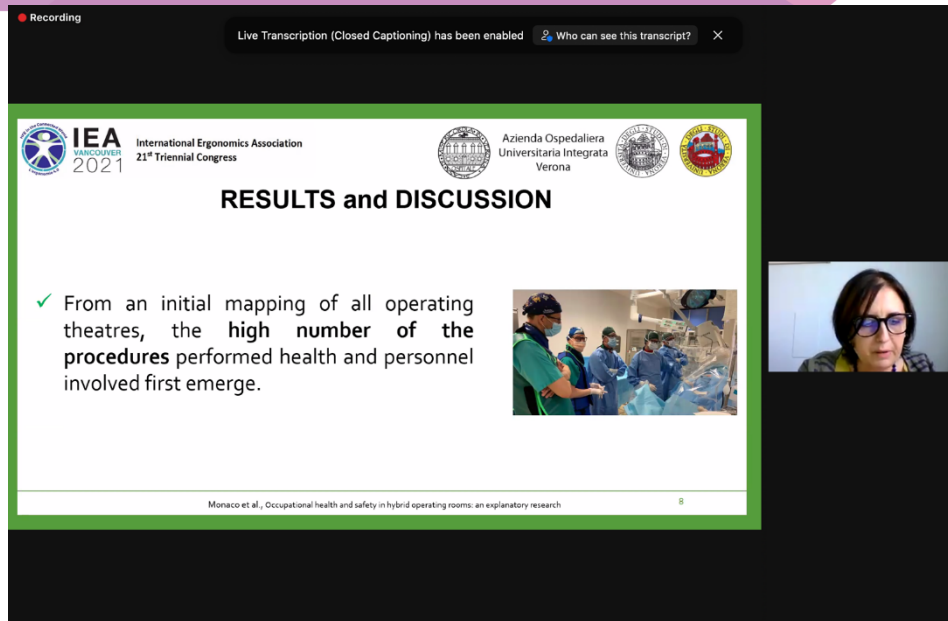 Recording
Live Transcription (Closed Captioning) has been enabled
Who can see this transcript?
IEA
VANCOUVER
2021
International Ergonomics Association
21st Triennial Congress
Azienda Ospedaliera
Universitaria Integrata
Verona
RESULTS and DISCUSSION
✓ From an initial mapping of all operating
theatres, the high number of the
procedures performed health and personnel
involved first emerge.
Monaco et al., Occupational health and safety in hybrid operating rooms: an explanatory research
8